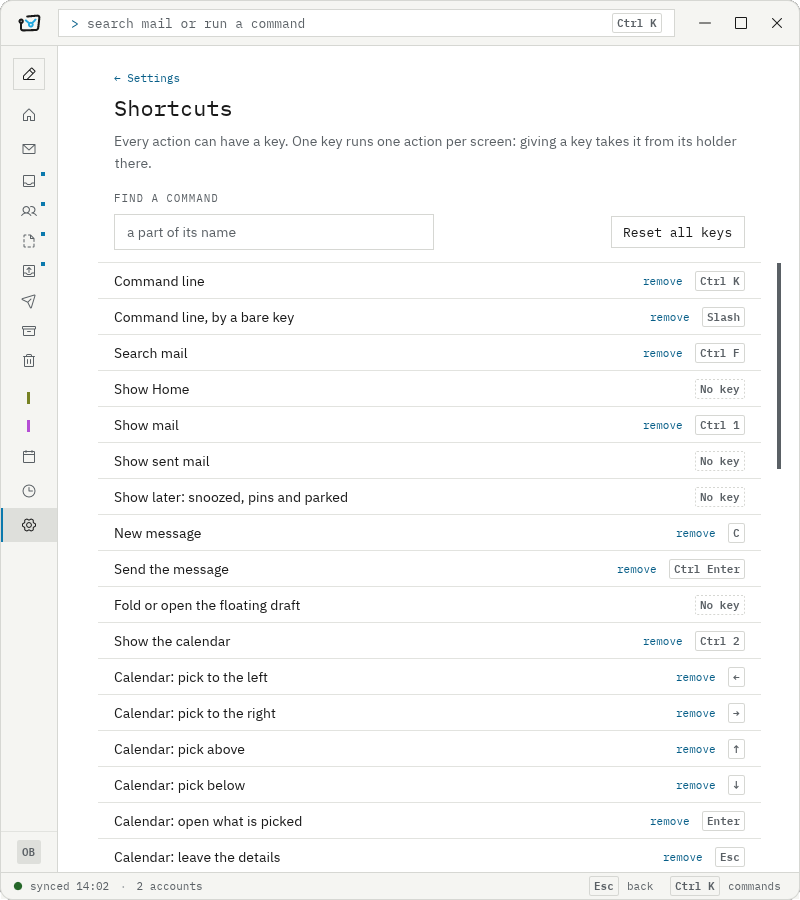 > search mail or run a command Ctrl K
← Settings
Shortcuts
Every action can have a key. One key runs one action per screen: giving a key takes it from its holder
there.
FIND A COMMAND
a part of its name
Reset all keys
Command line remove Ctrl K
Command line, by a bare key remove Slash
Search mail remove Ctrl F
Show Home No key
Show mail remove Ctrl 1
Show sent mail No key
Show later: snoozed, pins and parked No key
New message remove C
Send the message remove Ctrl Enter
Fold or open the floating draft No key
Show the calendar remove Ctrl 2
Calendar: pick to the left remove ←
Calendar: pick to the right remove →
Calendar: pick above remove ↑
Calendar: pick below remove ↓
Calendar: open what is picked remove Enter
Calendar: leave the details remove Esc
OB
synced 14:02 · 2 accounts Esc back Ctrl K commands